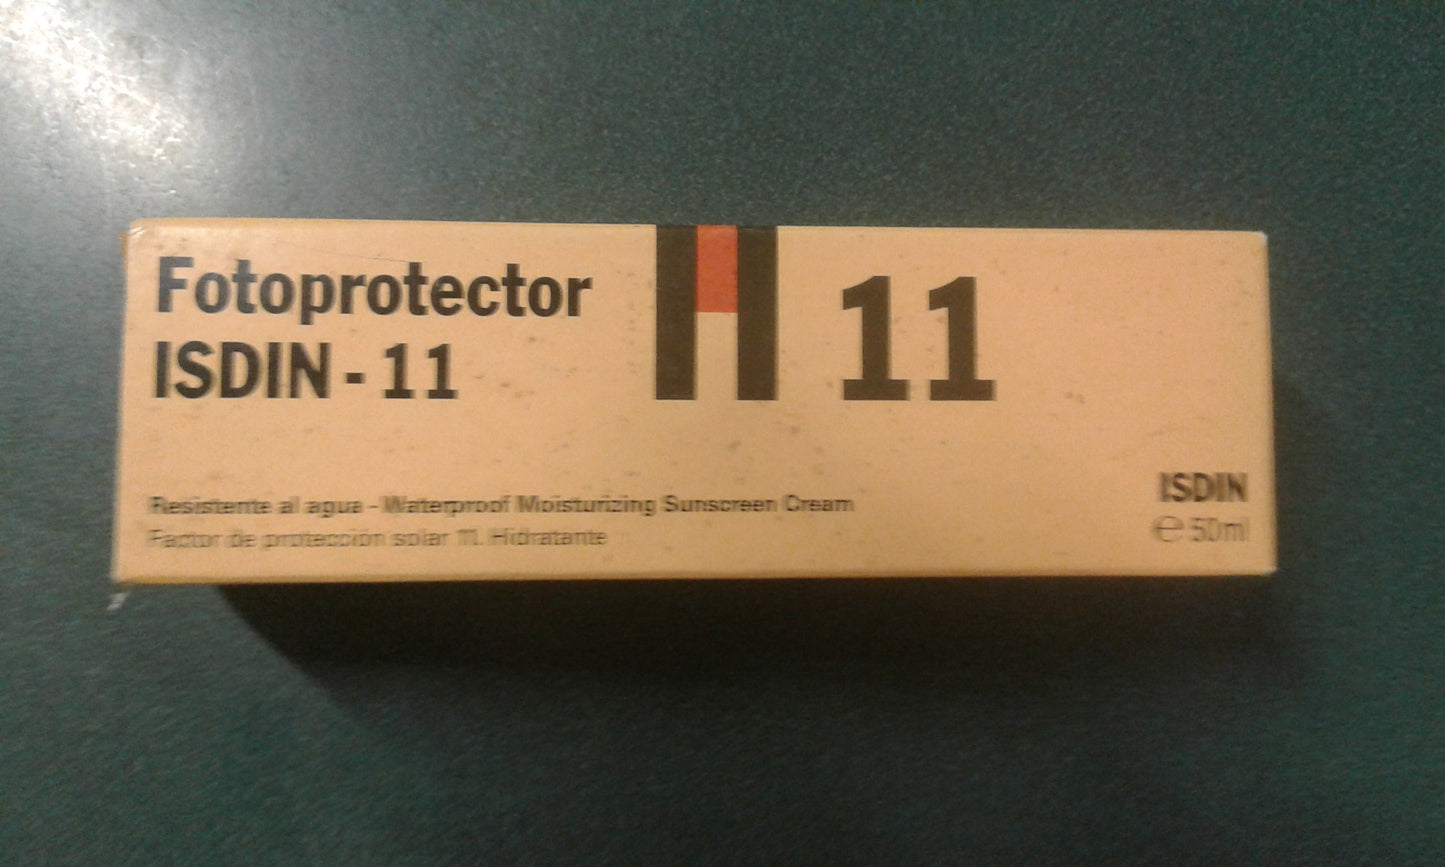 Fotoprotector
ISDIN - 11
H 11
Resistente al agua - Waterproof Moisturizing Sunscreen Cream
Factor de protección solar 11. Hidratante
ISDIN
℮ 50ml